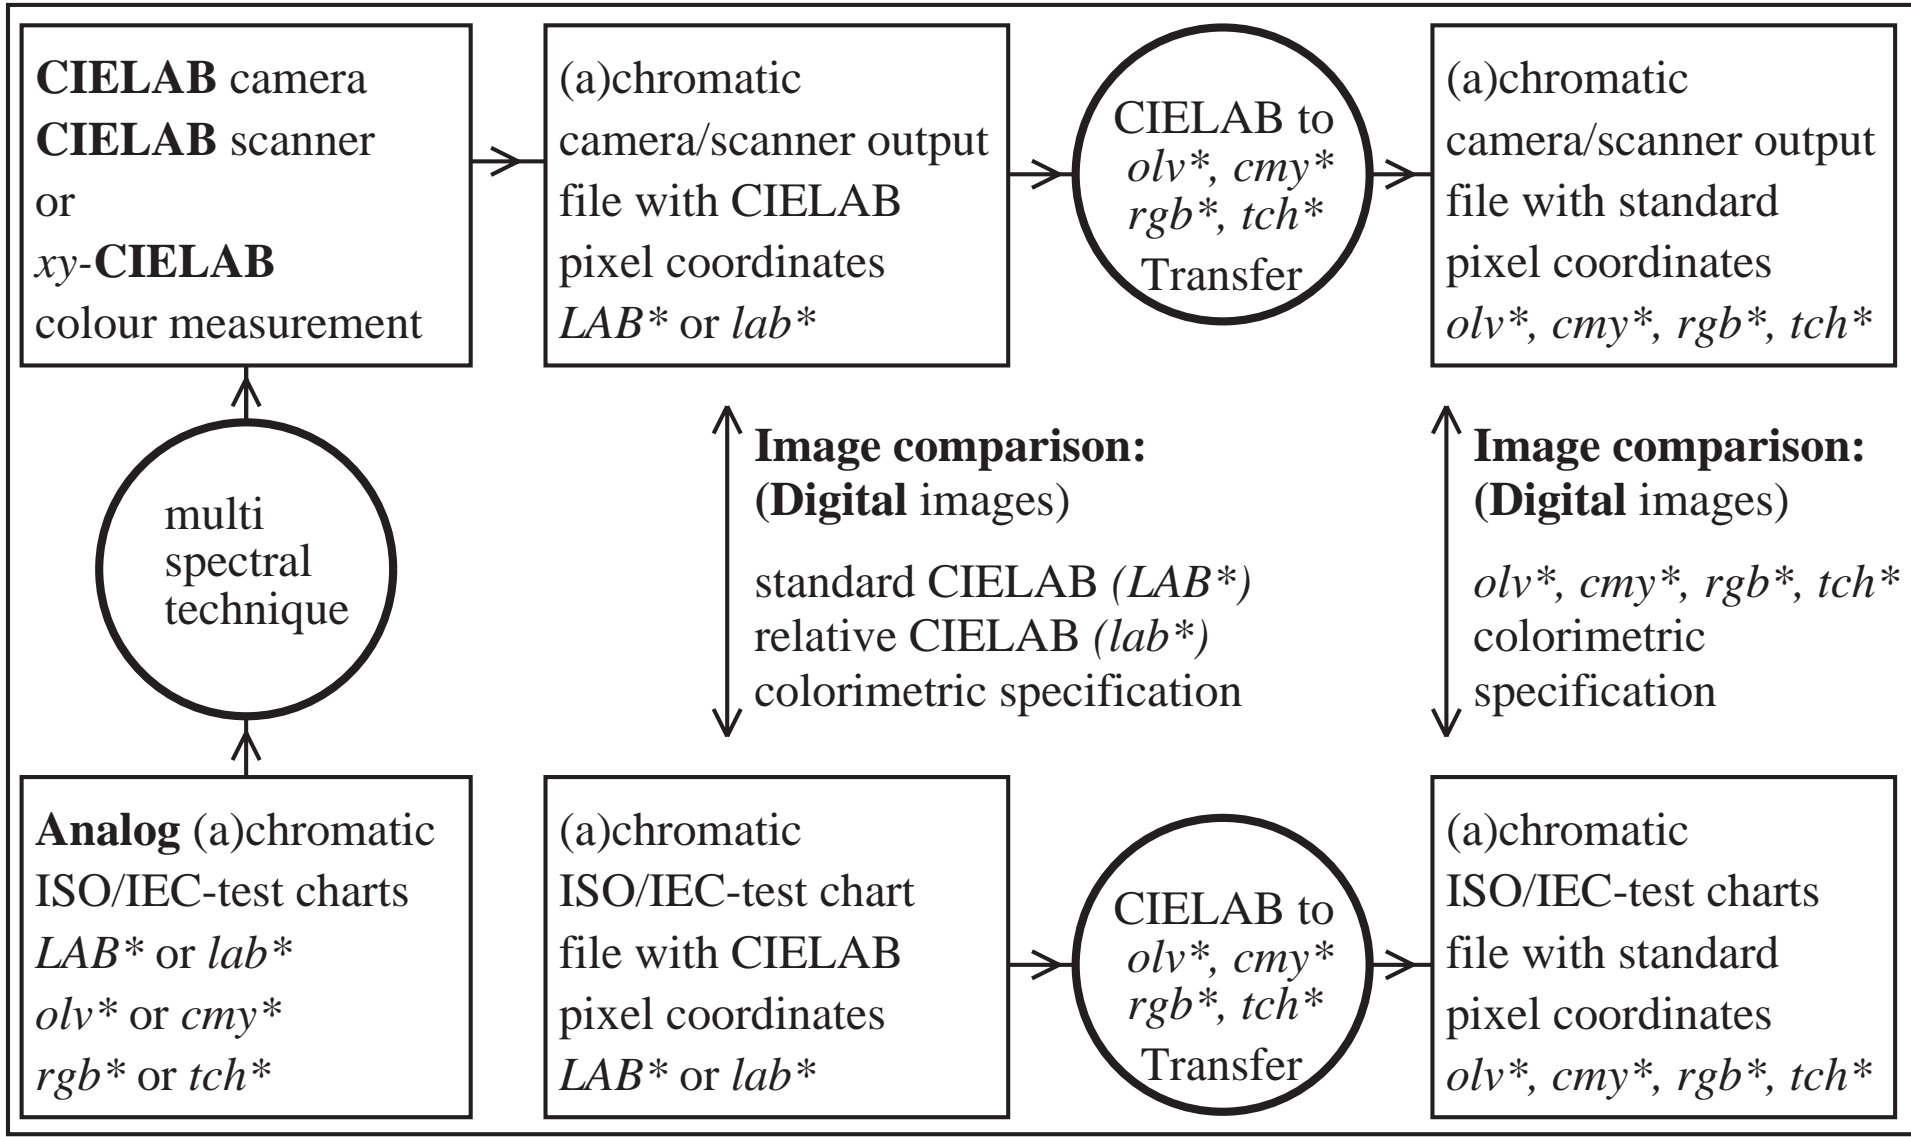 CIELAB camera
CIELAB scanner
or
xy-CIELAB
colour measurement
(a)chromatic
camera/scanner output
file with CIELAB
pixel coordinates
LAB* or lab*
CIELAB to
olv*, cmy*
rgb*, tch*
Transfer
(a)chromatic
camera/scanner output
file with standard
pixel coordinates
olv*, cmy*, rgb*, tch*
multi
spectral
technique
Image comparison:
(Digital images)
standard CIELAB (LAB*)
relative CIELAB (lab*)
colorimetric specification
Image comparison:
(Digital images)
olv*, cmy*, rgb*, tch*
colorimetric
specification
Analog (a)chromatic
ISO/IEC-test charts
LAB* or lab*
olv* or cmy*
rgb* or tch*
(a)chromatic
ISO/IEC-test chart
file with CIELAB
pixel coordinates
LAB* or lab*
CIELAB to
olv*, cmy*
rgb*, tch*
Transfer
(a)chromatic
ISO/IEC-test charts
file with standard
pixel coordinates
olv*, cmy*, rgb*, tch*